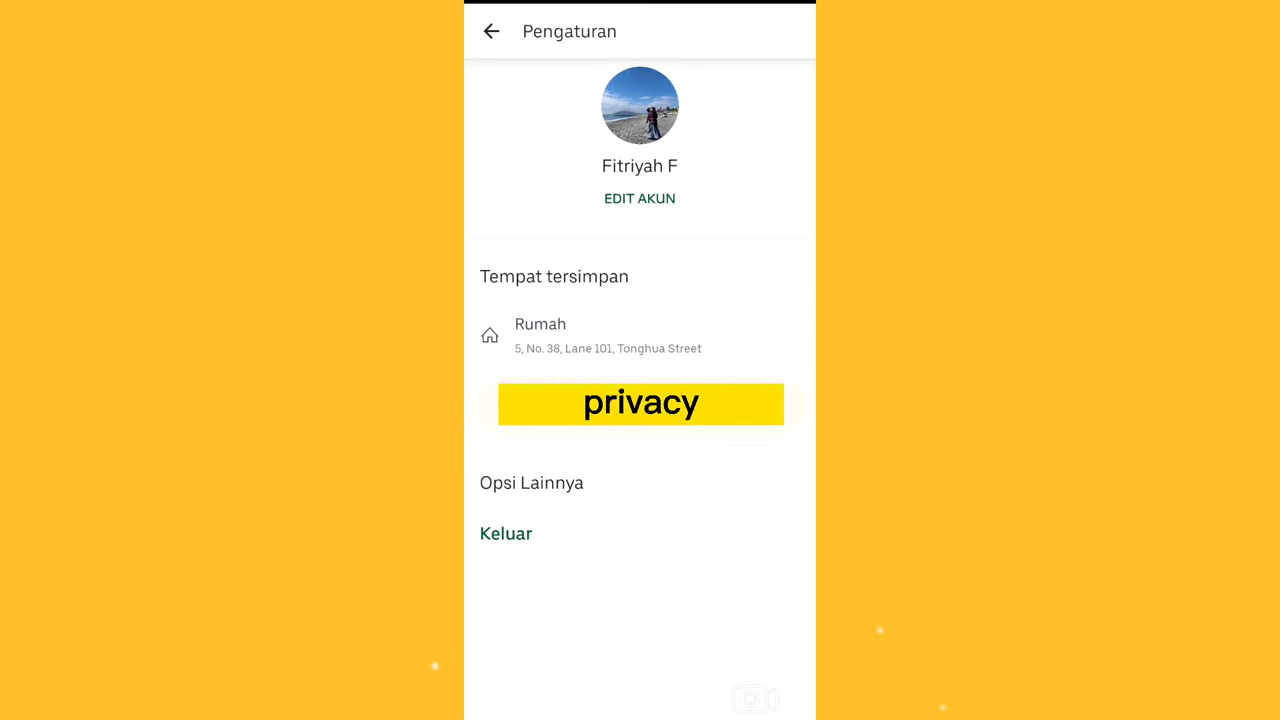 Pengaturan
Fitriyah F
EDIT AKUN
Tempat tersimpan
Rumah
5, No. 38, Lane 101, Tonghua Street
privacy
Opsi Lainnya
Keluar